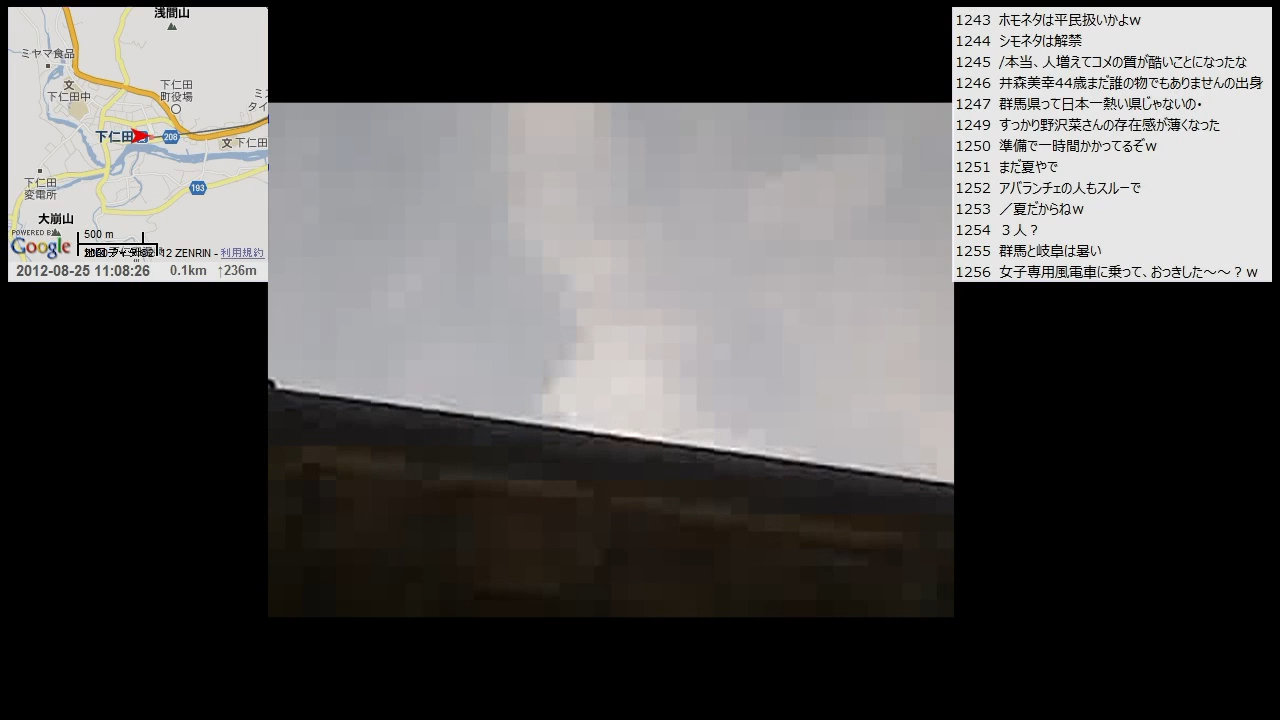 浅間山
ミヤマ食品
文
下仁田中
下仁田
町役場
下仁田
208
文 下仁田
193
下仁田
変電所
大崩山
500 m
POWERED BY
Google
12 ZENRIN - 利用規約
2012-08-25 11:08:26 0.1km ↑236m
1243 ホモネタは平民扱いかよw
1244 シモネタは解禁
1245 /本当、人増えてコメの質が酷いことになったな
1246 井森美幸44歳まだ誰の物でもありませんの出身
1247 群馬県って日本一熱い県じゃないの・
1249 すっかり野沢菜さんの存在感が薄くなった
1250 準備で一時間かかってるぞw
1251 まだ夏やで
1252 アバランチェの人もスルーで
1253 ／夏だからねw
1254 ３人？
1255 群馬と岐阜は暑い
1256 女子専用風電車に乗って、おっきした～～？w